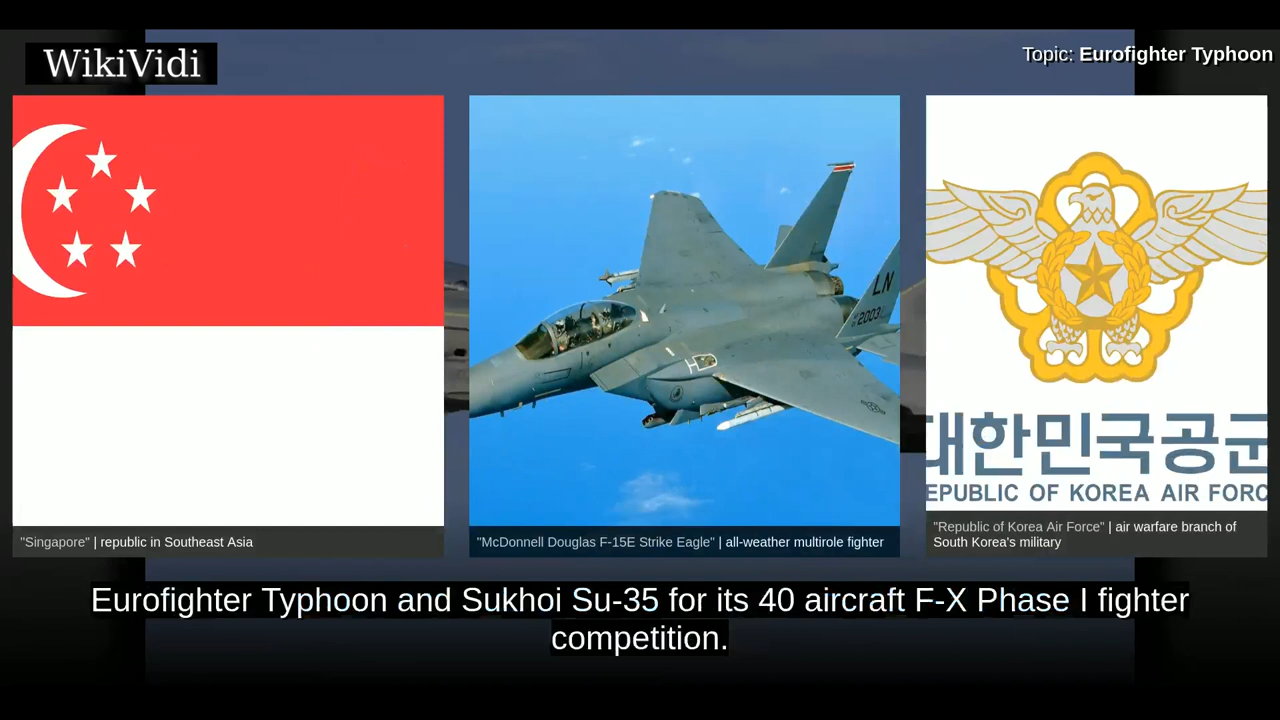 WikiVidi
Topic: Eurofighter Typhoon
LN
2003
대한민국공군
EPUBLIC OF KOREA AIR FORC
"Singapore" | republic in Southeast Asia
"McDonnell Douglas F-15E Strike Eagle" | all-weather multirole fighter
"Republic of Korea Air Force" | air warfare branch of
South Korea's military
Eurofighter Typhoon and Sukhoi Su-35 for its 40 aircraft F-X Phase I fighter
competition.